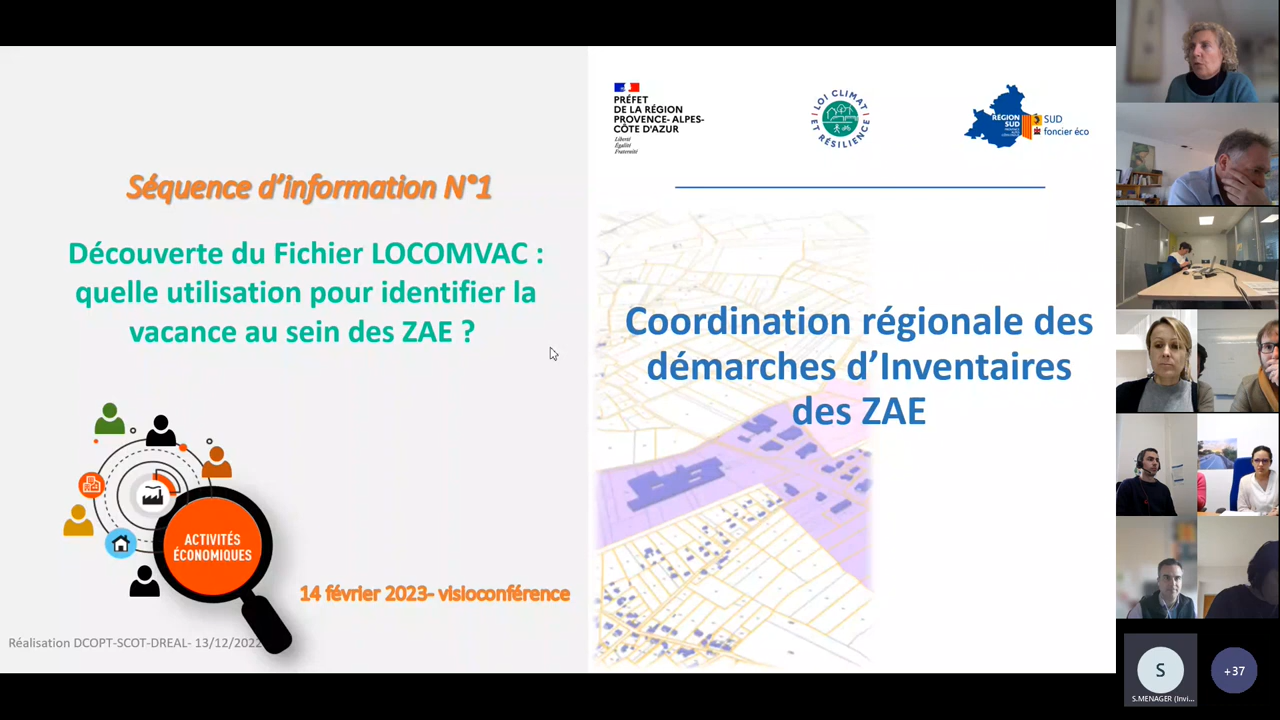 Séquence d'information N°1
Découverte du Fichier LOCOMVAC :
quelle utilisation pour identifier la
vacance au sein des ZAE ?
ACTIVITÉS
ÉCONOMIQUES
14 février 2023- visioconférence
Réalisation DCOPT-SCOT-DREAL- 13/12/2022
PRÉFET
DE LA RÉGION
PROVENCE- ALPES-
CÔTE D'AZUR
Liberté
Égalité
Fraternité
LOI CLIMAT
ET RÉSILIENCE
RÉGION
SUD
SUD
foncier éco
Coordination régionale des
démarches d'Inventaires
des ZAE
S
S.MENAGER (Invi...
+37